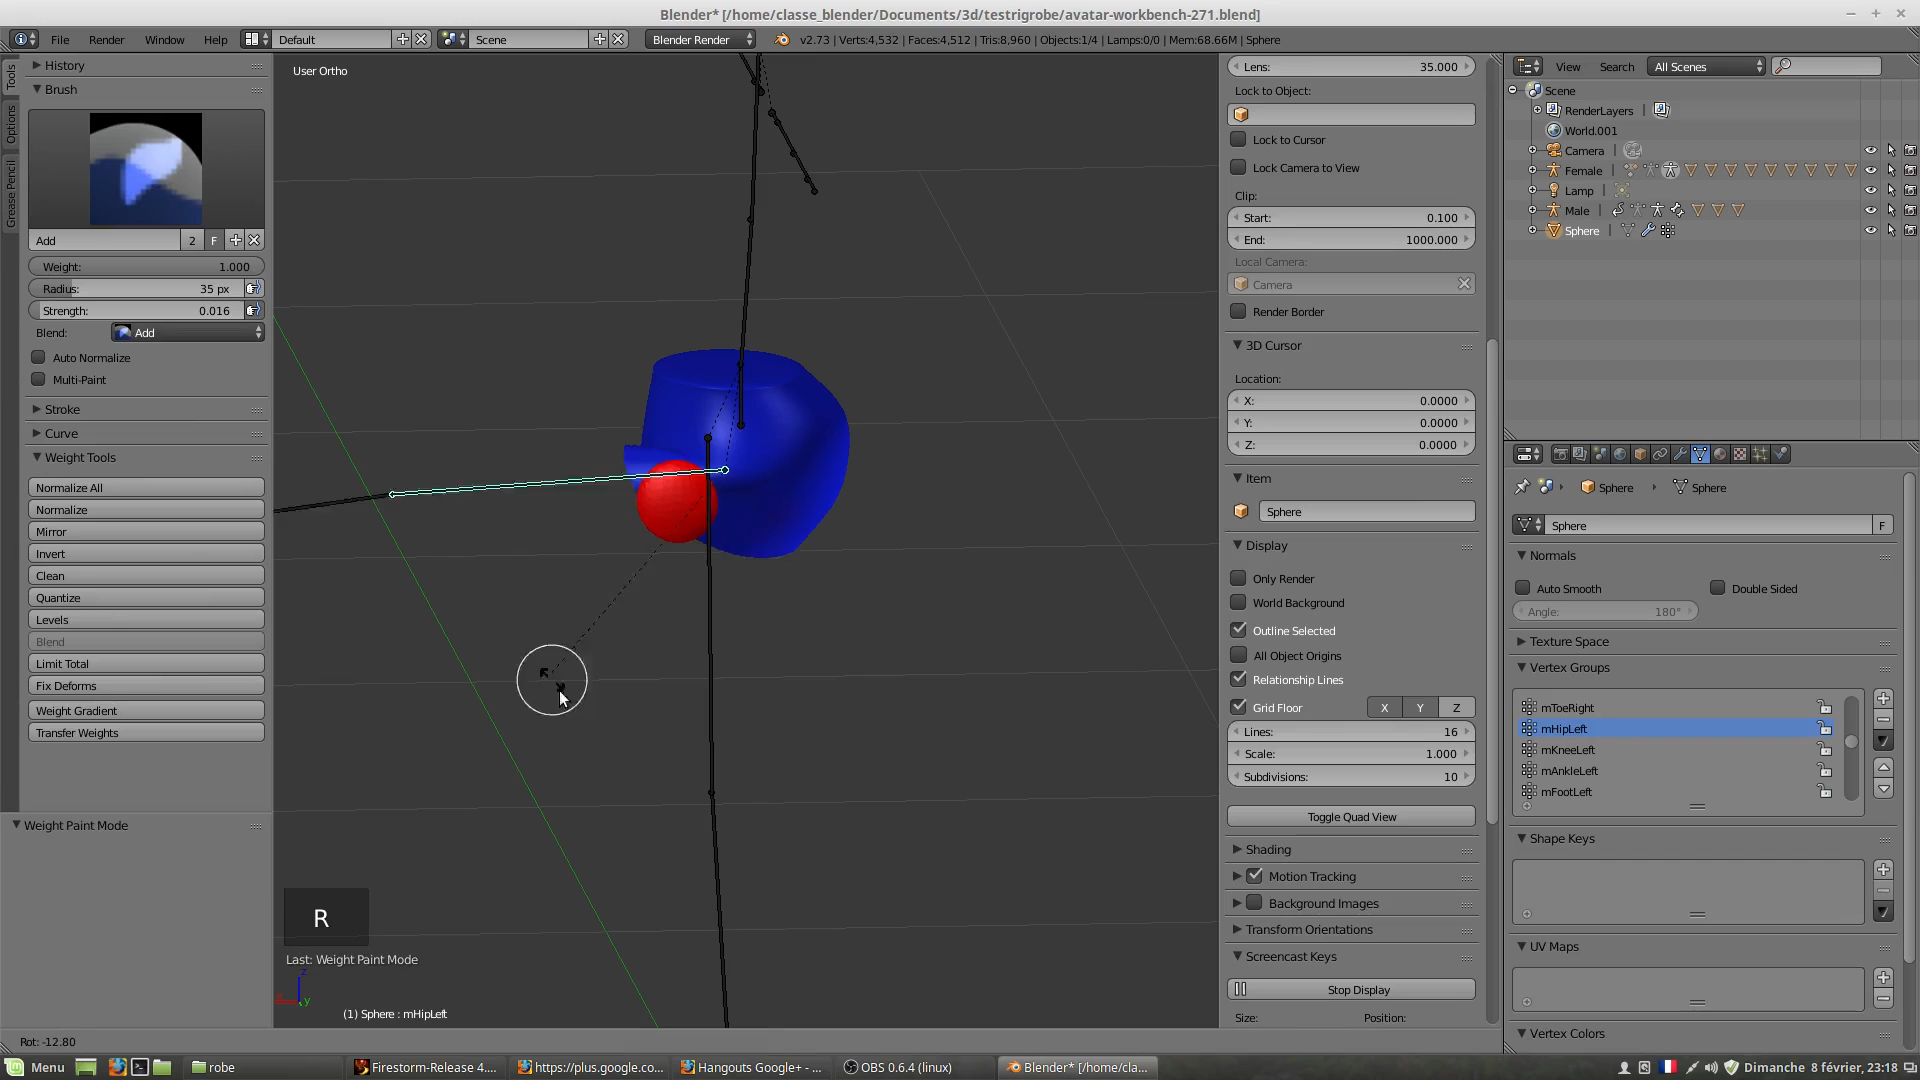 Blender* [/home/classe_blender/Documents/3d/testrigrobe/avatar-workbench-271.blend]
File Render Window Help Default Scene Blender Render v2.73 | Verts:4,532 | Faces:4,512 | Tris:8,960 | Objects:1/4 | Lamps:0/0 | Mem:68.66M | Sphere
Tools
Options
Grease Pencil
History
Brush
Add 2 F
Weight: 1.000
Radius: 35 px
Strength: 0.016
Blend: Add
Auto Normalize
Multi-Paint
Stroke
Curve
Weight Tools
Normalize All
Normalize
Mirror
Invert
Clean
Quantize
Levels
Blend
Limit Total
Fix Deforms
Weight Gradient
Transfer Weights
Weight Paint Mode
User Ortho
R
Last: Weight Paint Mode
z
x
y
(1) Sphere : mHipLeft
Rot: -12.80
Lens: 35.000
Lock to Object:
Lock to Cursor
Lock Camera to View
Clip:
Start: 0.100
End: 1000.000
Local Camera:
Camera
Render Border
3D Cursor
Location:
X: 0.0000
Y: 0.0000
Z: 0.0000
Item
Sphere
Display
Only Render
World Background
Outline Selected
All Object Origins
Relationship Lines
Grid Floor X Y Z
Lines: 16
Scale: 1.000
Subdivisions: 10
Toggle Quad View
Shading
Motion Tracking
Background Images
Transform Orientations
Screencast Keys
Stop Display
Size: Position:
View Search All Scenes
Scene
RenderLayers
World.001
Camera
Female
Lamp
Male
Sphere
Sphere Sphere
Sphere F
Normals
Auto Smooth Double Sided
Angle: 180°
Texture Space
Vertex Groups
mToeRight
mHipLeft
mKneeLeft
mAnkleLeft
mFootLeft
Shape Keys
UV Maps
Vertex Colors
Menu robe Firestorm-Release 4.... https://plus.google.co... Hangouts Google+ - ... OBS 0.6.4 (linux) Blender* [/home/cla... Dimanche 8 février, 23:18